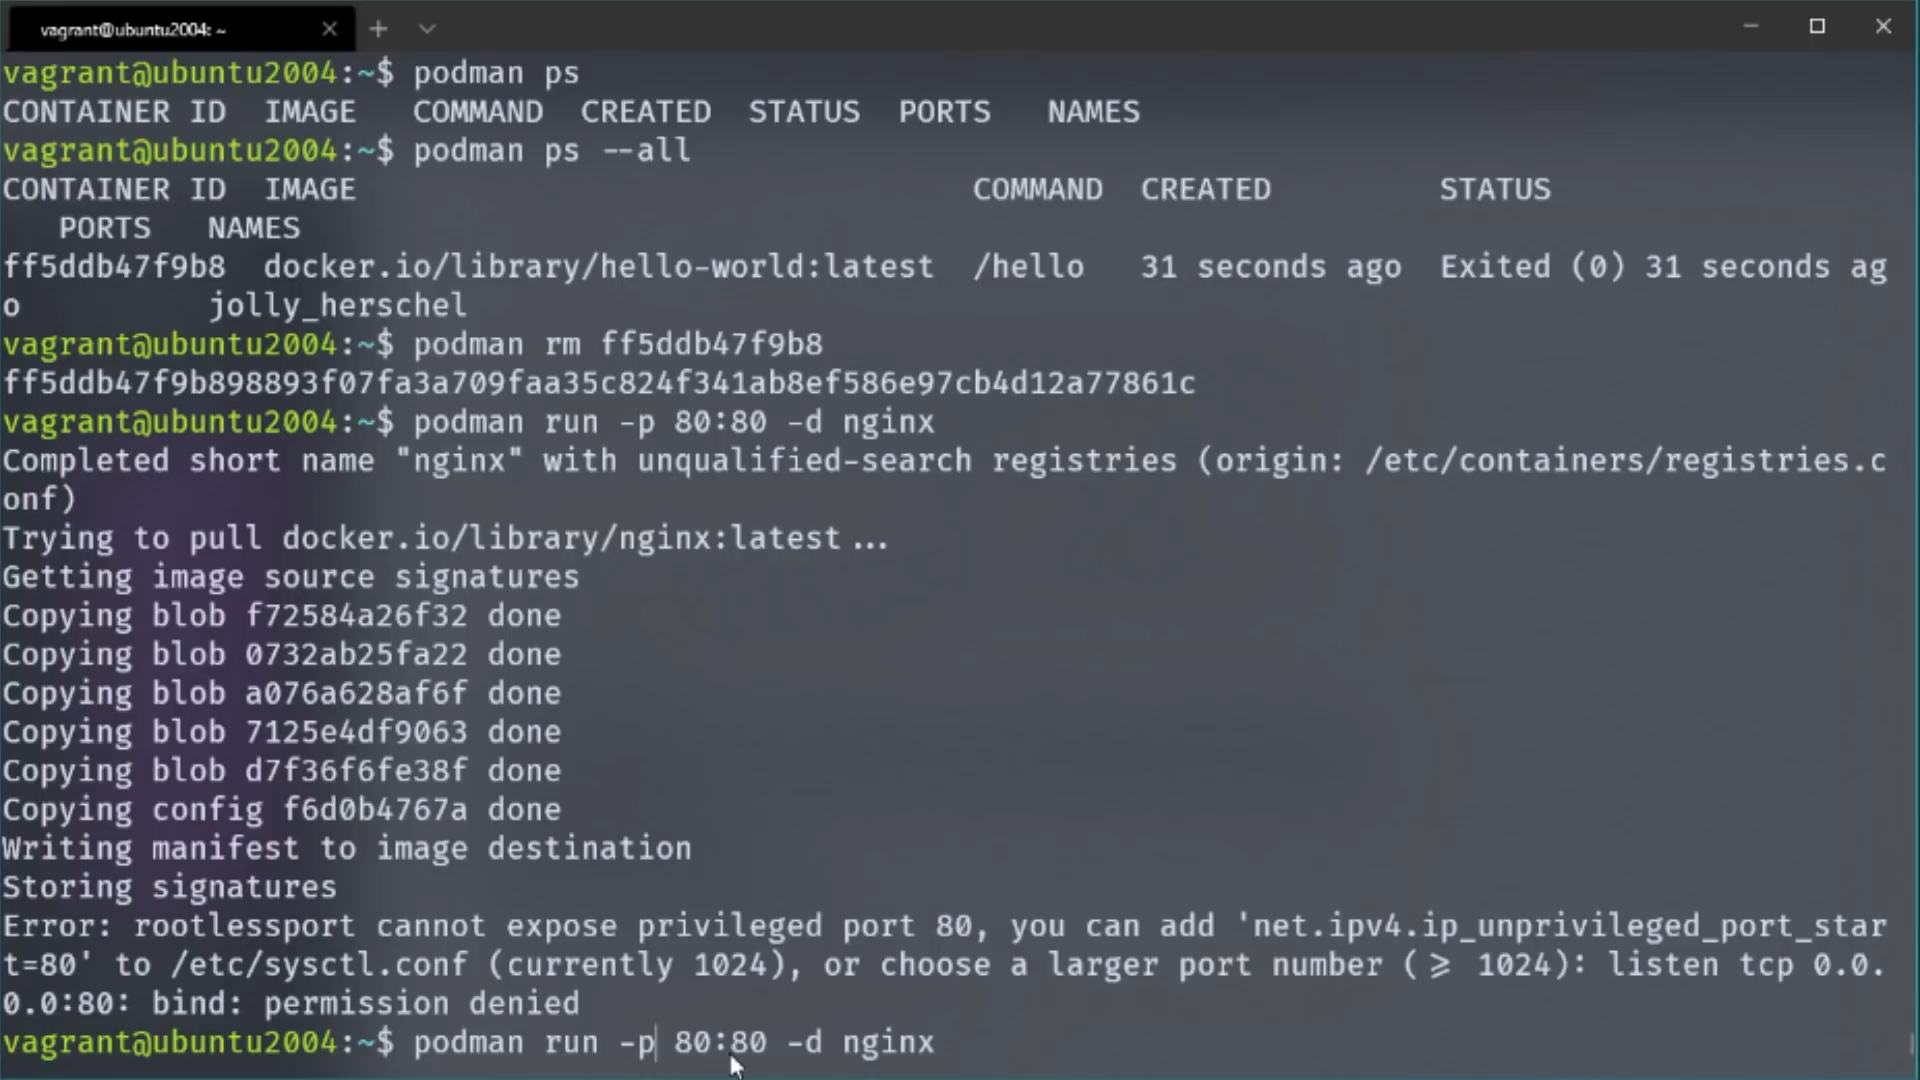 vagrant@ubuntu2004: ~
vagrant@ubuntu2004:~$ podman ps
CONTAINER ID  IMAGE   COMMAND  CREATED  STATUS  PORTS   NAMES
vagrant@ubuntu2004:~$ podman ps --all
CONTAINER ID  IMAGE                                 COMMAND  CREATED         STATUS
   PORTS   NAMES
ff5ddb47f9b8  docker.io/library/hello-world:latest  /hello   31 seconds ago  Exited (0) 31 seconds ag
o          jolly_herschel
vagrant@ubuntu2004:~$ podman rm ff5ddb47f9b8
ff5ddb47f9b898893f07fa3a709faa35c824f341ab8ef586e97cb4d12a77861c
vagrant@ubuntu2004:~$ podman run -p 80:80 -d nginx
Completed short name "nginx" with unqualified-search registries (origin: /etc/containers/registries.c
onf)
Trying to pull docker.io/library/nginx:latest...
Getting image source signatures
Copying blob f72584a26f32 done
Copying blob 0732ab25fa22 done
Copying blob a076a628af6f done
Copying blob 7125e4df9063 done
Copying blob d7f36f6fe38f done
Copying config f6d0b4767a done
Writing manifest to image destination
Storing signatures
Error: rootlessport cannot expose privileged port 80, you can add 'net.ipv4.ip_unprivileged_port_star
t=80' to /etc/sysctl.conf (currently 1024), or choose a larger port number (>= 1024): listen tcp 0.0.
0.0:80: bind: permission denied
vagrant@ubuntu2004:~$ podman run -p 80:80 -d nginx